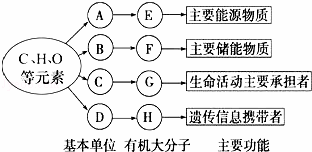 A E 主要能源物质
B F 主要储能物质
C、H、O
等元素
C G 生命活动主要承担者
D H 遗传信息携带者
基本单位 有机大分子 主要功能